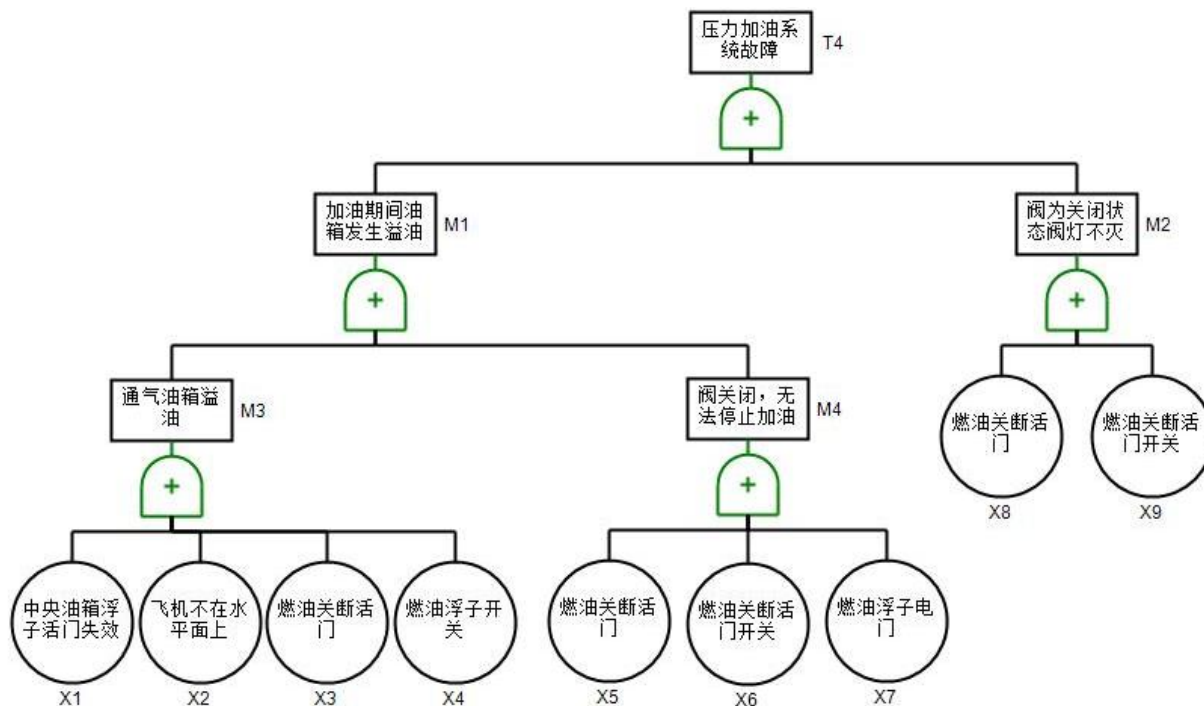 压力加油系
统故障
T4
+
加油期间油
箱发生溢油
M1
阀为关闭状
态阀灯不灭
M2
+
+
通气油箱溢
油
M3
阀关闭，无
法停止加油
M4
燃油关断活
门
X8
燃油关断活
门开关
X9
+
+
中央油箱浮
子活门失效
X1
飞机不在水
平面上
X2
燃油关断活
门
X3
燃油浮子开
关
X4
燃油关断活
门
X5
燃油关断活
门开关
X6
燃油浮子电
门
X7